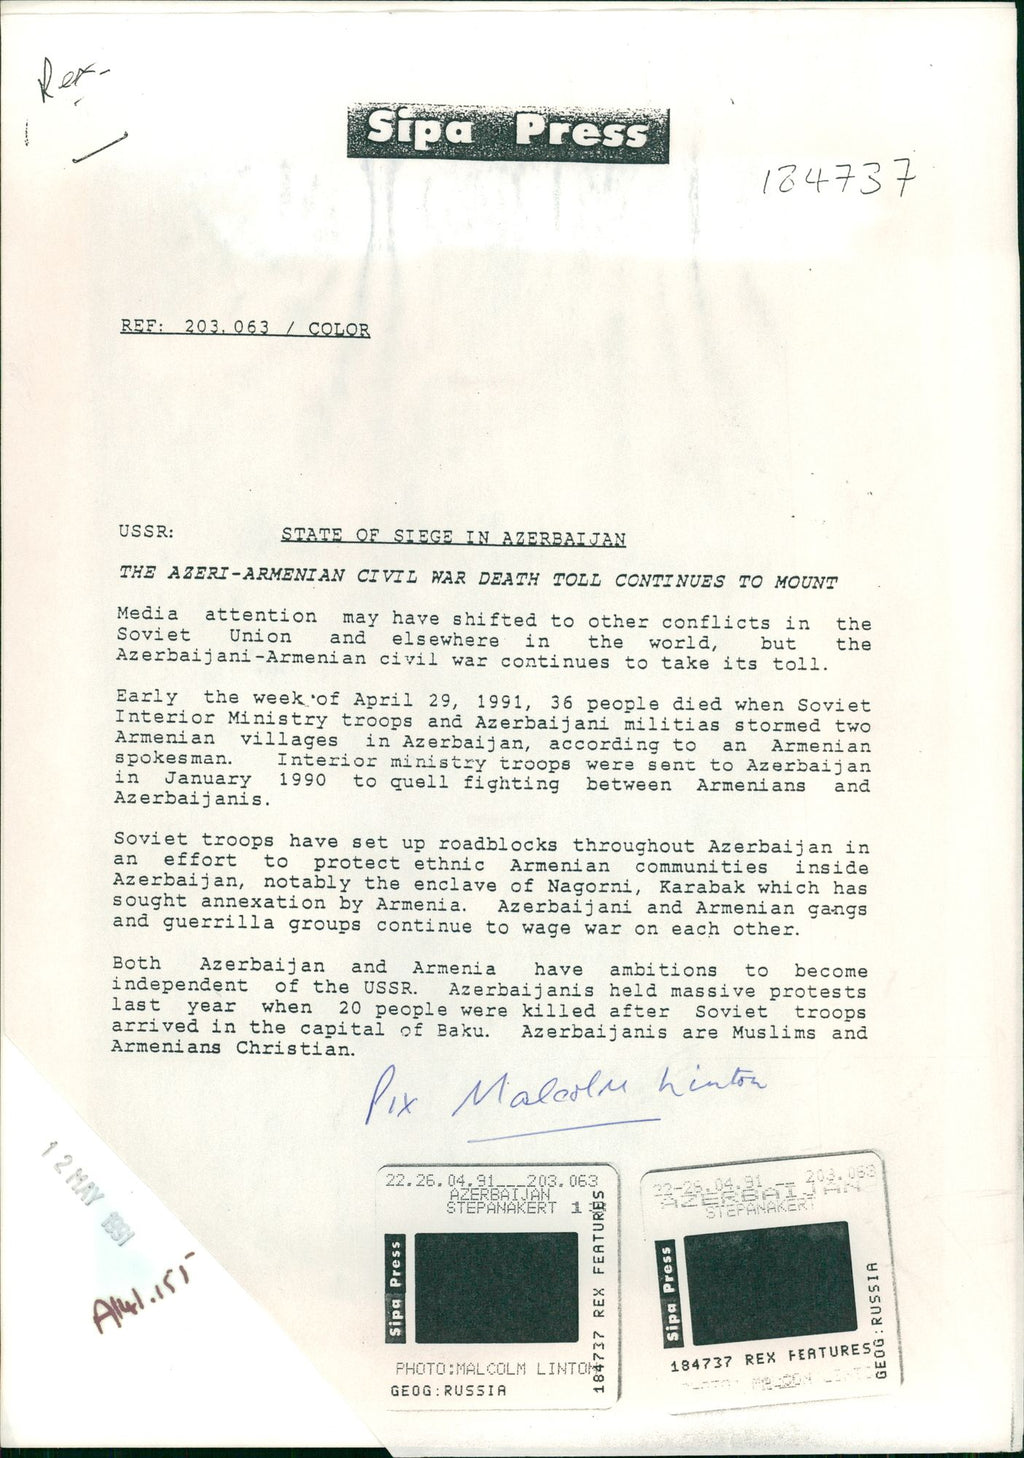 Rex-
Sipa Press
184737
REF: 203.063 / COLOR
USSR: STATE OF SIEGE IN AZERBAIJAN
THE AZERI-ARMENIAN CIVIL WAR DEATH TOLL CONTINUES TO MOUNT
Media attention may have shifted to other conflicts in the
Soviet Union and elsewhere in the world, but the
Azerbaijani-Armenian civil war continues to take its toll.
Early the week of April 29, 1991, 36 people died when Soviet
Interior Ministry troops and Azerbaijani militias stormed two
Armenian villages in Azerbaijan, according to an Armenian
spokesman. Interior ministry troops were sent to Azerbaijan
in January 1990 to quell fighting between Armenians and
Azerbaijanis.
Soviet troops have set up roadblocks throughout Azerbaijan in
an effort to protect ethnic Armenian communities inside
Azerbaijan, notably the enclave of Nagorni, Karabak which has
sought annexation by Armenia. Azerbaijani and Armenian gangs
and guerrilla groups continue to wage war on each other.
Both Azerbaijan and Armenia have ambitions to become
independent of the USSR. Azerbaijanis held massive protests
last year when 20 people were killed after Soviet troops
arrived in the capital of Baku. Azerbaijanis are Muslims and
Armenians Christian.
Pix Malcolm Linton
12 MAY 1991
A141.155
22.26.04.91___203.063
AZERBAIJAN
STEPANAKERT
Sipa Press
184737 REX FEATURES
PHOTO:MALCOLM LINTON
GEOG:RUSSIA
22-26.04.91 -- 203.063
AZERBAIJAN
STEPANAKERT
Sipa Press
184737 REX FEATURES
GEOG:RUSSIA